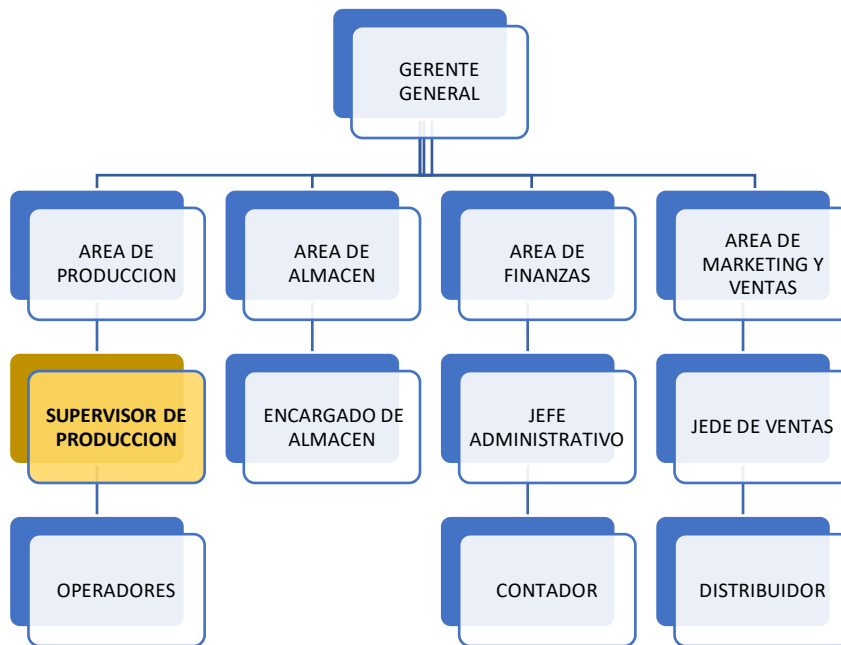 GERENTE
GENERAL
AREA DE
PRODUCCION
AREA DE
ALMACEN
AREA DE
FINANZAS
AREA DE
MARKETING Y
VENTAS
SUPERVISOR DE
PRODUCCION
ENCARGADO DE
ALMACEN
JEFE
ADMINISTRATIVO
JEDE DE VENTAS
OPERADORES
CONTADOR
DISTRIBUIDOR